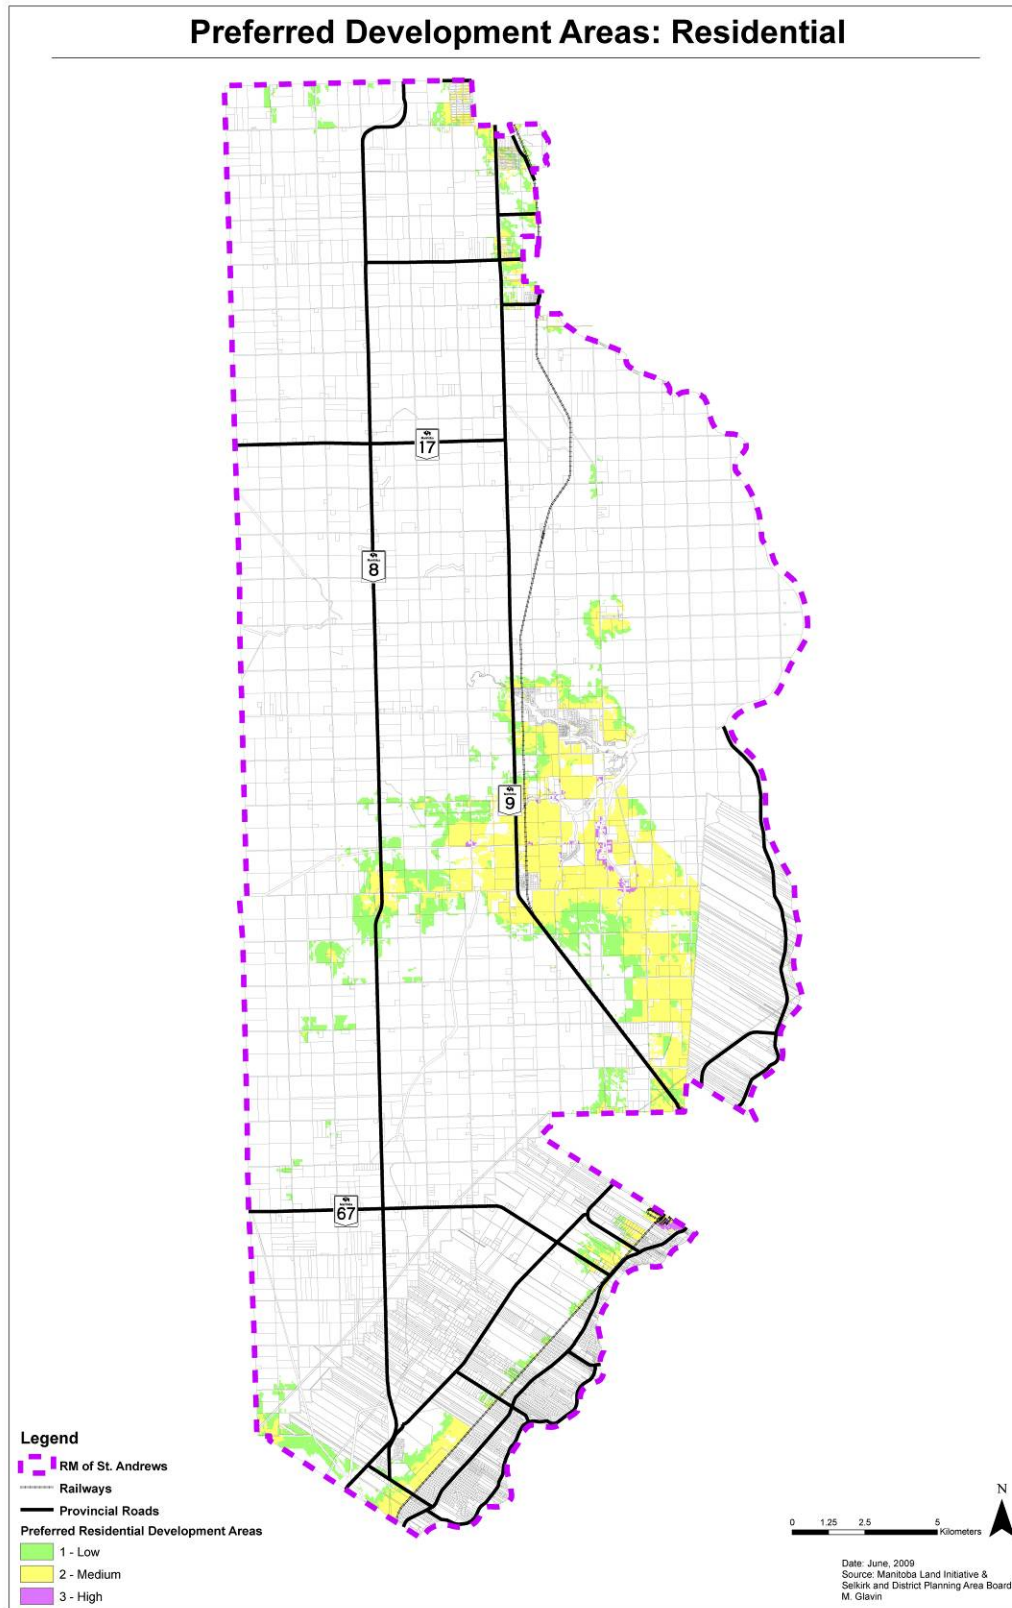 Preferred Development Areas: Residential
17
8
9
67
Legend
RM of St. Andrews
Railways
Provincial Roads
Preferred Residential Development Areas
1 - Low
2 - Medium
3 - High
N
0 1.25 2.5 5
Kilometers
Date: June, 2009
Source: Manitoba Land Initiative &
Selkirk and District Planning Area Board
M. Glavin